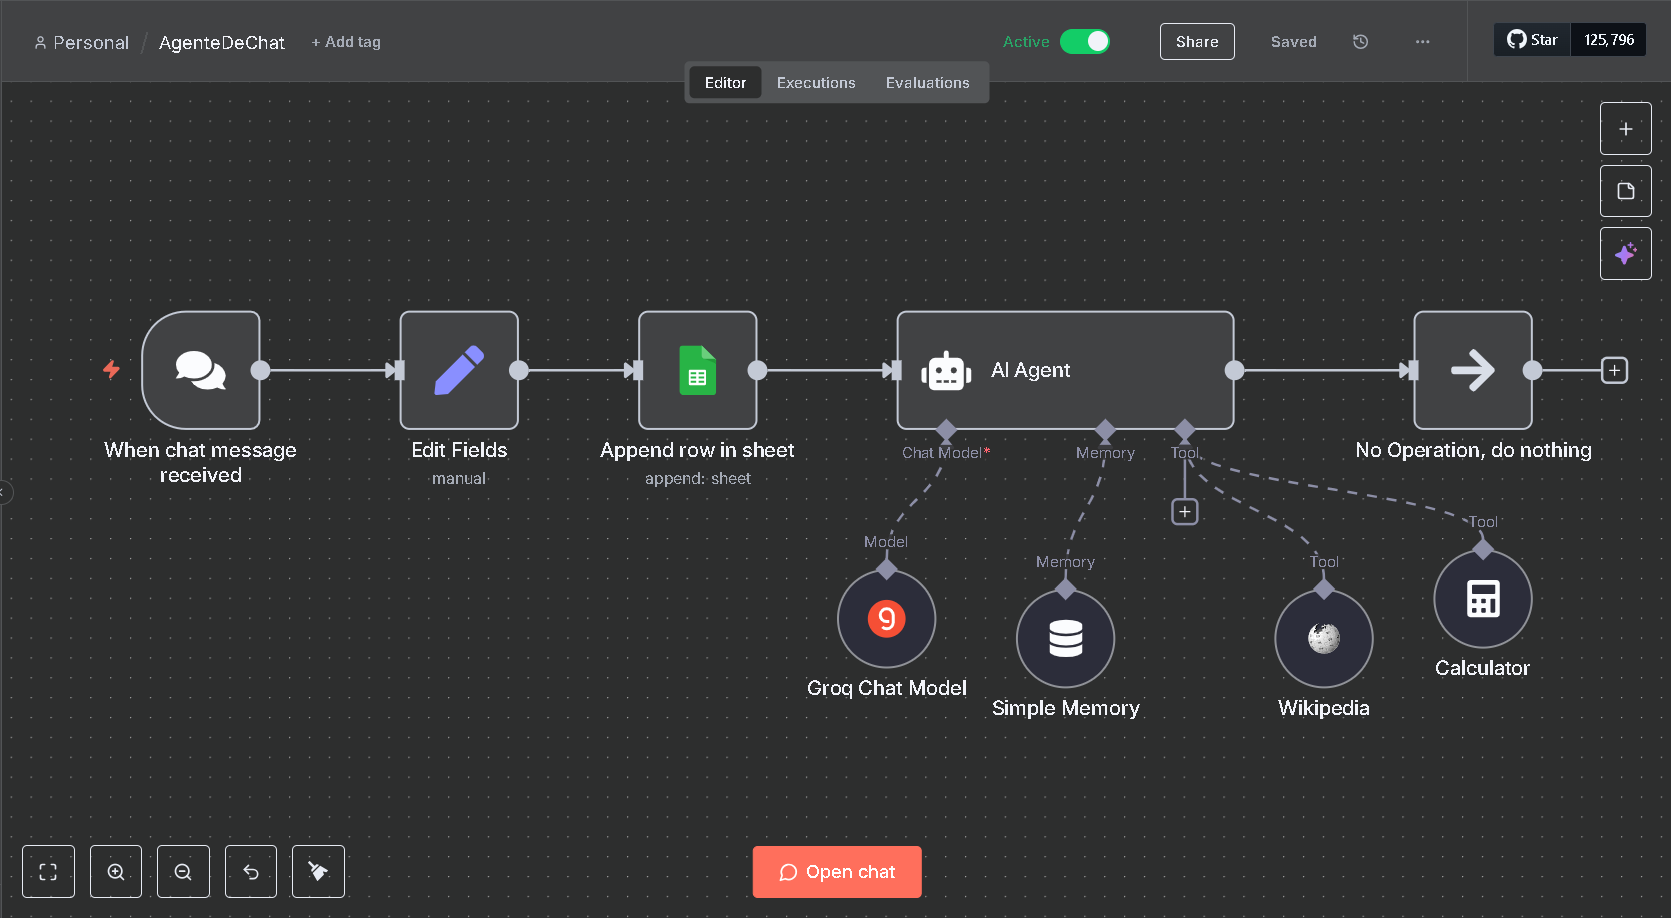 Personal / AgenteDeChat + Add tag
Active
Share
Saved
Star 125,796
Editor Executions Evaluations
When chat message
received
Edit Fields
manual
Append row in sheet
append: sheet
AI Agent
Chat Model*
Memory
Tool
No Operation, do nothing
Model
Groq Chat Model
Memory
Simple Memory
Tool
Wikipedia
Tool
Calculator
Open chat